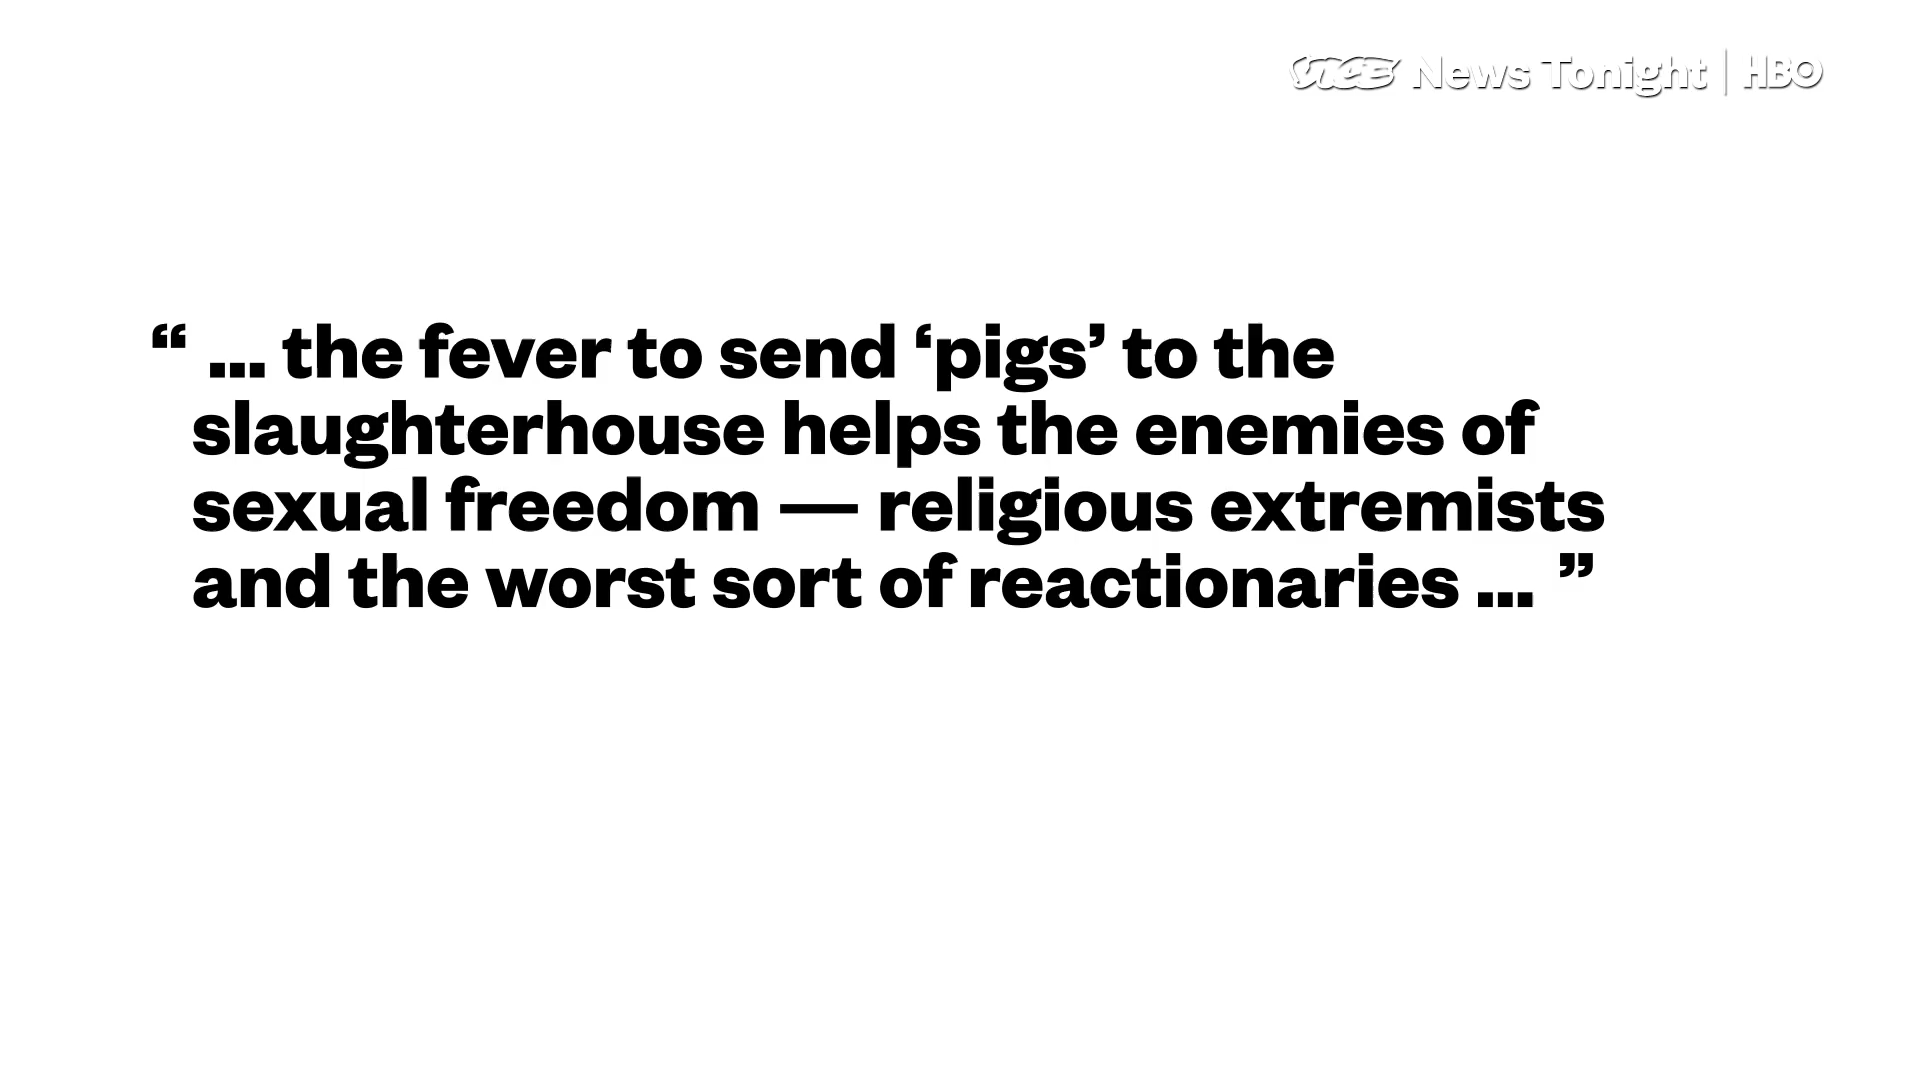 VICE News Tonight | HBO
“ ... the fever to send ‘pigs’ to the
slaughterhouse helps the enemies of
sexual freedom — religious extremists
and the worst sort of reactionaries ... ”